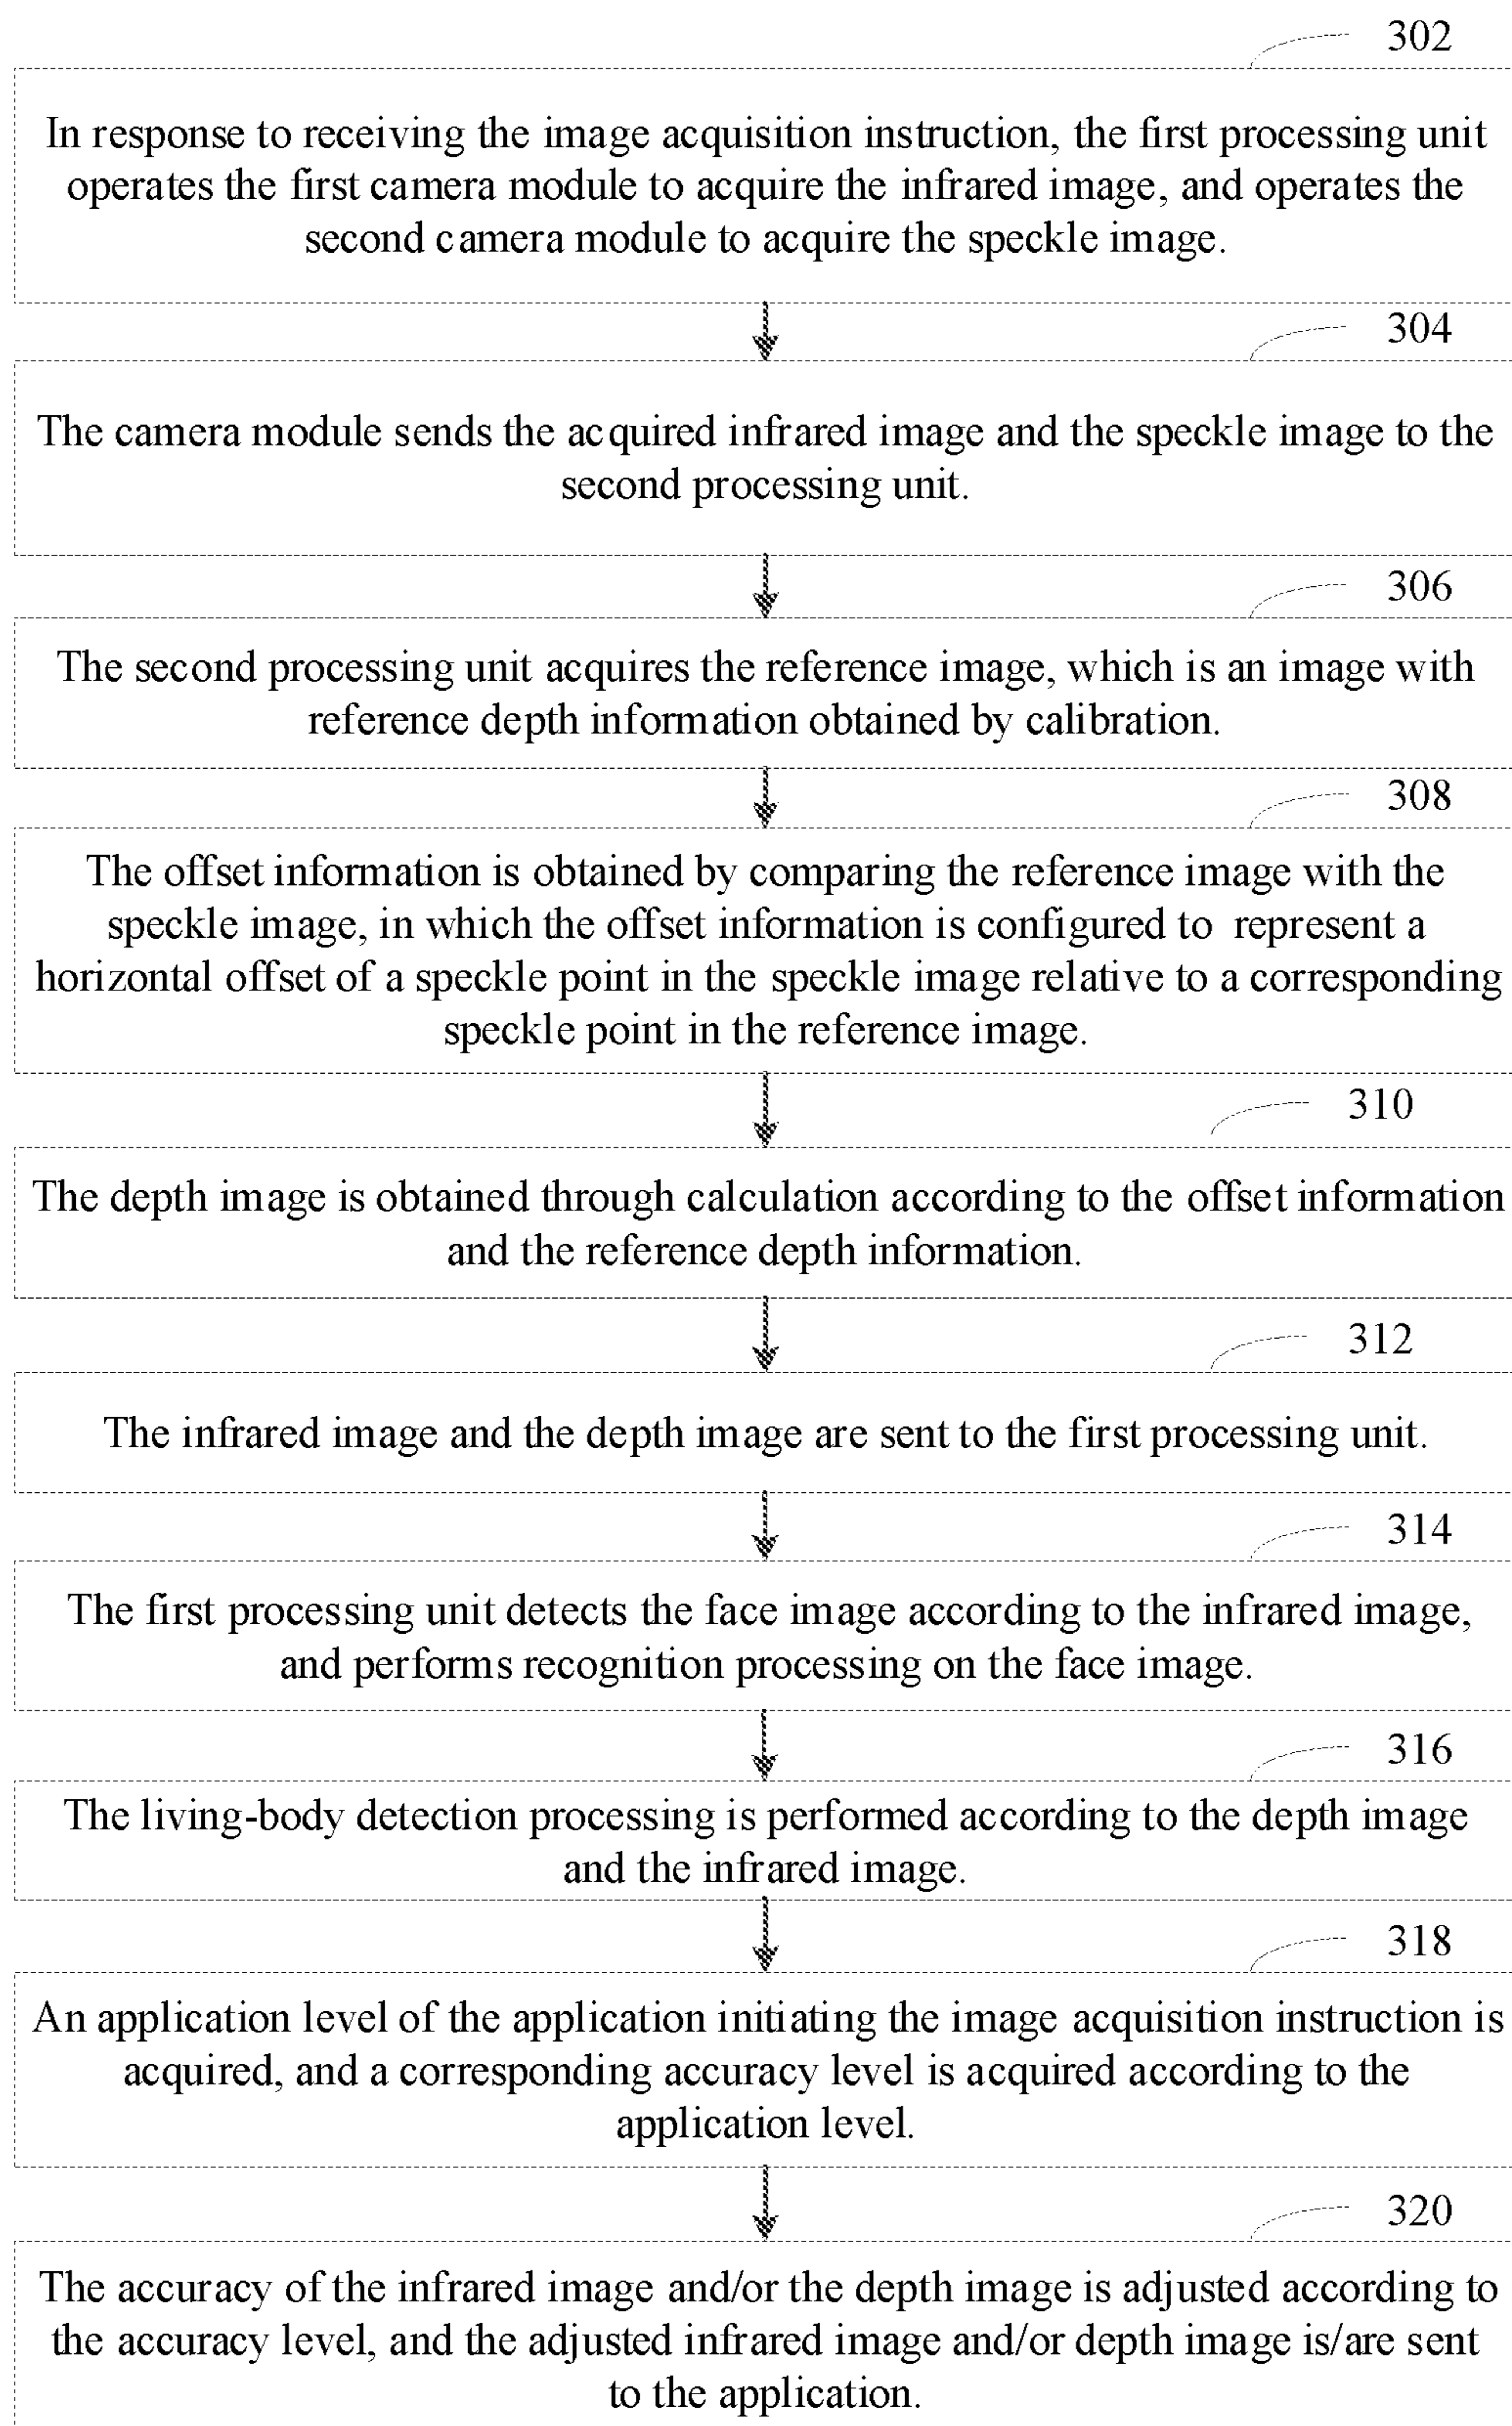 302
In response to receiving the image acquisition instruction, the first processing unit
operates the first camera module to acquire the infrared image, and operates the
second camera module to acquire the speckle image.
304
The camera module sends the acquired infrared image and the speckle image to the
second processing unit.
306
The second processing unit acquires the reference image, which is an image with
reference depth information obtained by calibration.
308
The offset information is obtained by comparing the reference image with the
speckle image, in which the offset information is configured to represent a
horizontal offset of a speckle point in the speckle image relative to a corresponding
speckle point in the reference image.
310
The depth image is obtained through calculation according to the offset information
and the reference depth information.
312
The infrared image and the depth image are sent to the first processing unit.
314
The first processing unit detects the face image according to the infrared image,
and performs recognition processing on the face image.
316
The living-body detection processing is performed according to the depth image
and the infrared image.
318
An application level of the application initiating the image acquisition instruction is
acquired, and a corresponding accuracy level is acquired according to the
application level.
320
The accuracy of the infrared image and/or the depth image is adjusted according to
the accuracy level, and the adjusted infrared image and/or depth image is/are sent
to the application.